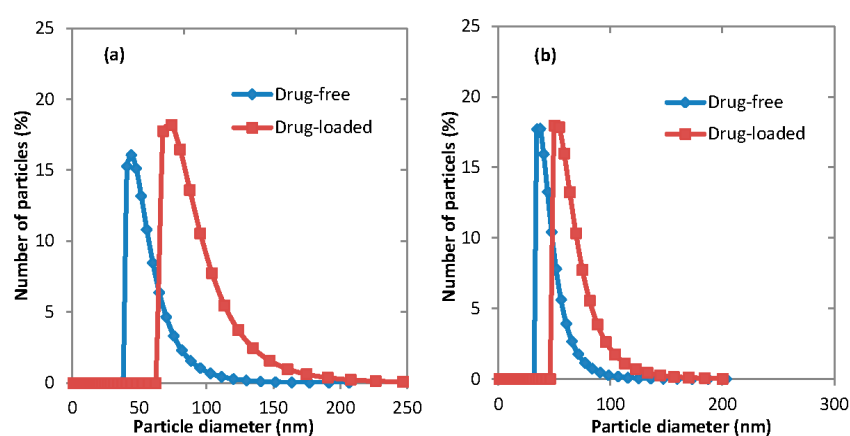 (a)
Drug-free
Drug-loaded
Number of particles (%)
25
20
15
10
5
0
0 50 100 150 200 250
Particle diameter (nm)
(b)
Drug-free
Drug-loaded
Number of particels (%)
25
20
15
10
5
0
0 100 200 300
Particle diameter (nm)